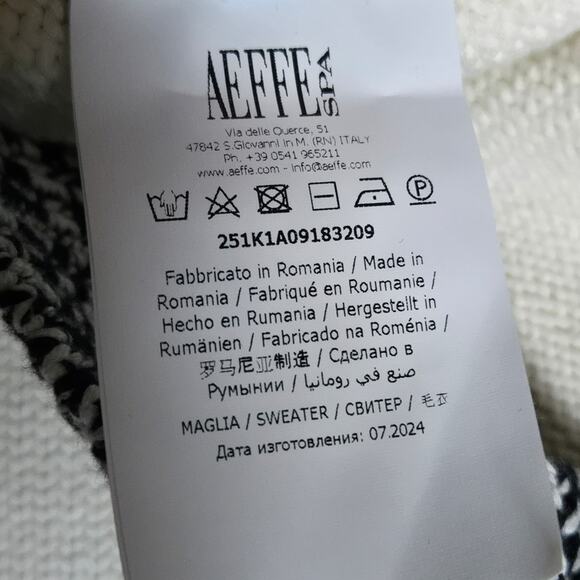 AEFFE SPA
Via delle Querce, 51
47842 S.Giovanni in M. (RN) ITALY
Ph. +39 0541 965211
www.aeffe.com - info@aeffe.com
P
251K1A09183209
Fabbricato in Romania / Made in
Romania / Fabriqué en Roumanie /
Hecho en Rumania / Hergestellt in
Rumänien / Fabricado na Roménia /
罗马尼亚制造 / Сделано в
Румынии / صنع في رومانيا
MAGLIA / SWEATER / СВИТЕР / 毛衣
Дата изготовления: 07.2024